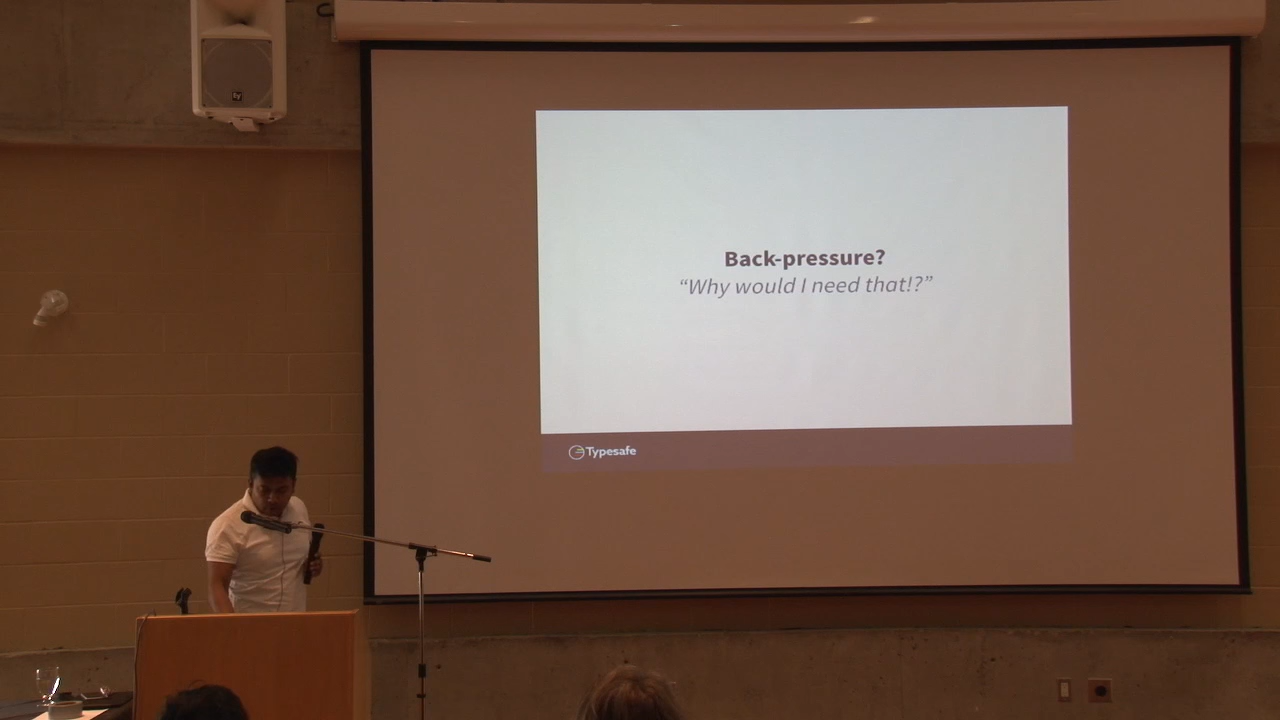 Back-pressure?
“Why would I need that!?”
Typesafe